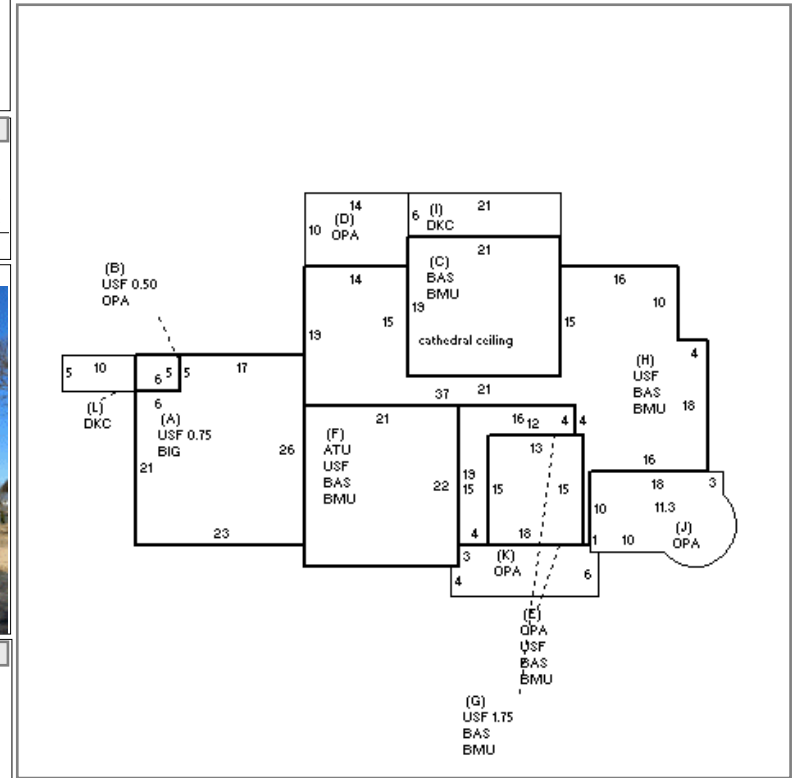 14
6
(I)
DKC
21
10
(D)
OPA
21
(C)
BAS
BMU
(B)
USF 0.50
OPA
14
16
10
19
15
19
15
cathedral ceiling
5
10
6
5
5
17
4
(H)
USF
BAS
BMU
18
(L)
DKC
6
(A)
USF 0.75
BIG
37
21
21
16
12
4
4
26
(F)
ATU
USF
BAS
BMU
13
16
21
22
19
15
15
15
18
3
10
11.3
(J)
OPA
23
4
18
1
10
3
(K)
OPA
4
6
(E)
OPA
USF
BAS
BMU
(G)
USF 1.75
BAS
BMU